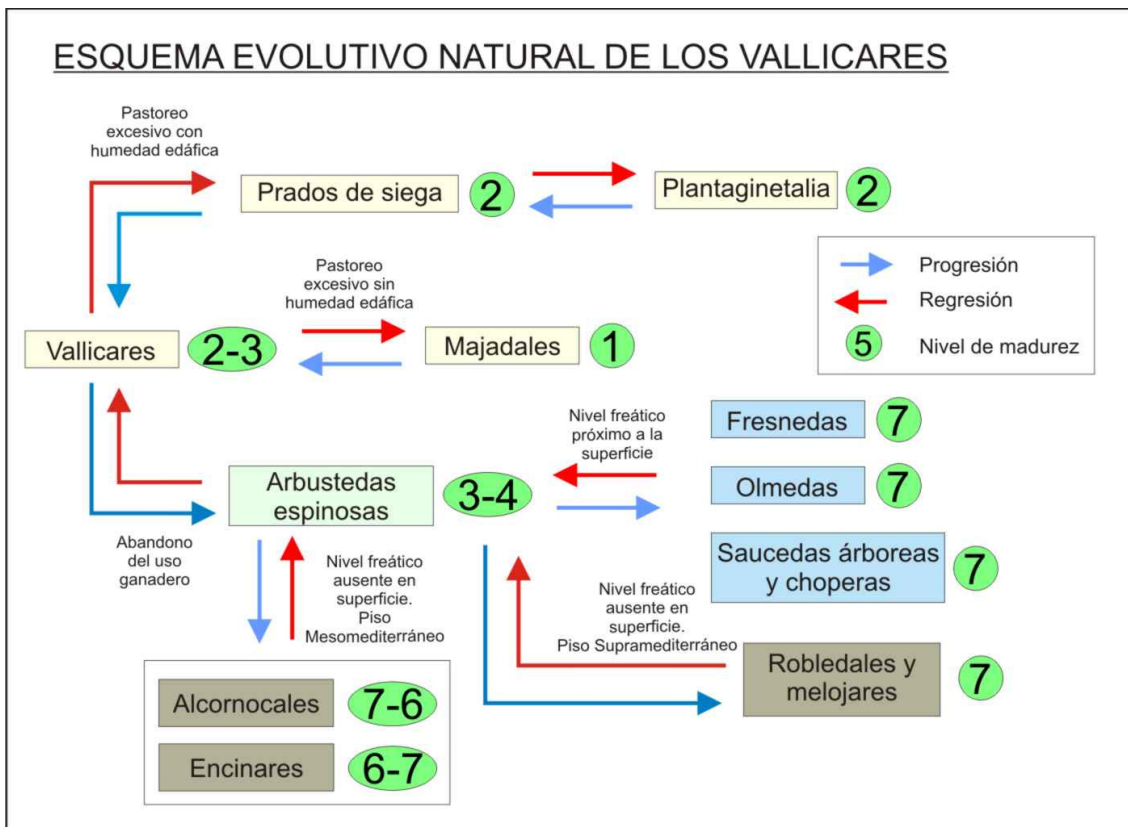 ESQUEMA EVOLUTIVO NATURAL DE LOS VALLICARES
Pastoreo
excesivo con
humedad edáfica
Prados de siega
2
Plantaginetalia
2
Progresión
Regresión
5
Nivel de madurez
Pastoreo
excesivo sin
humedad edáfica
Vallicares
2-3
Majadales
1
Nivel freático
próximo a la
superficie
Fresnedas
7
Olmedas
7
Saucedas árboreas
y choperas
7
Arbustedas
espinosas
3-4
Abandono
del uso
ganadero
Nivel freático
ausente en
superficie.
Piso
Mesomediterráneo
Nivel freático
ausente en
superficie.
Piso Supramediterráneo
Robledales y
melojares
7
Alcornocales
7-6
Encinares
6-7